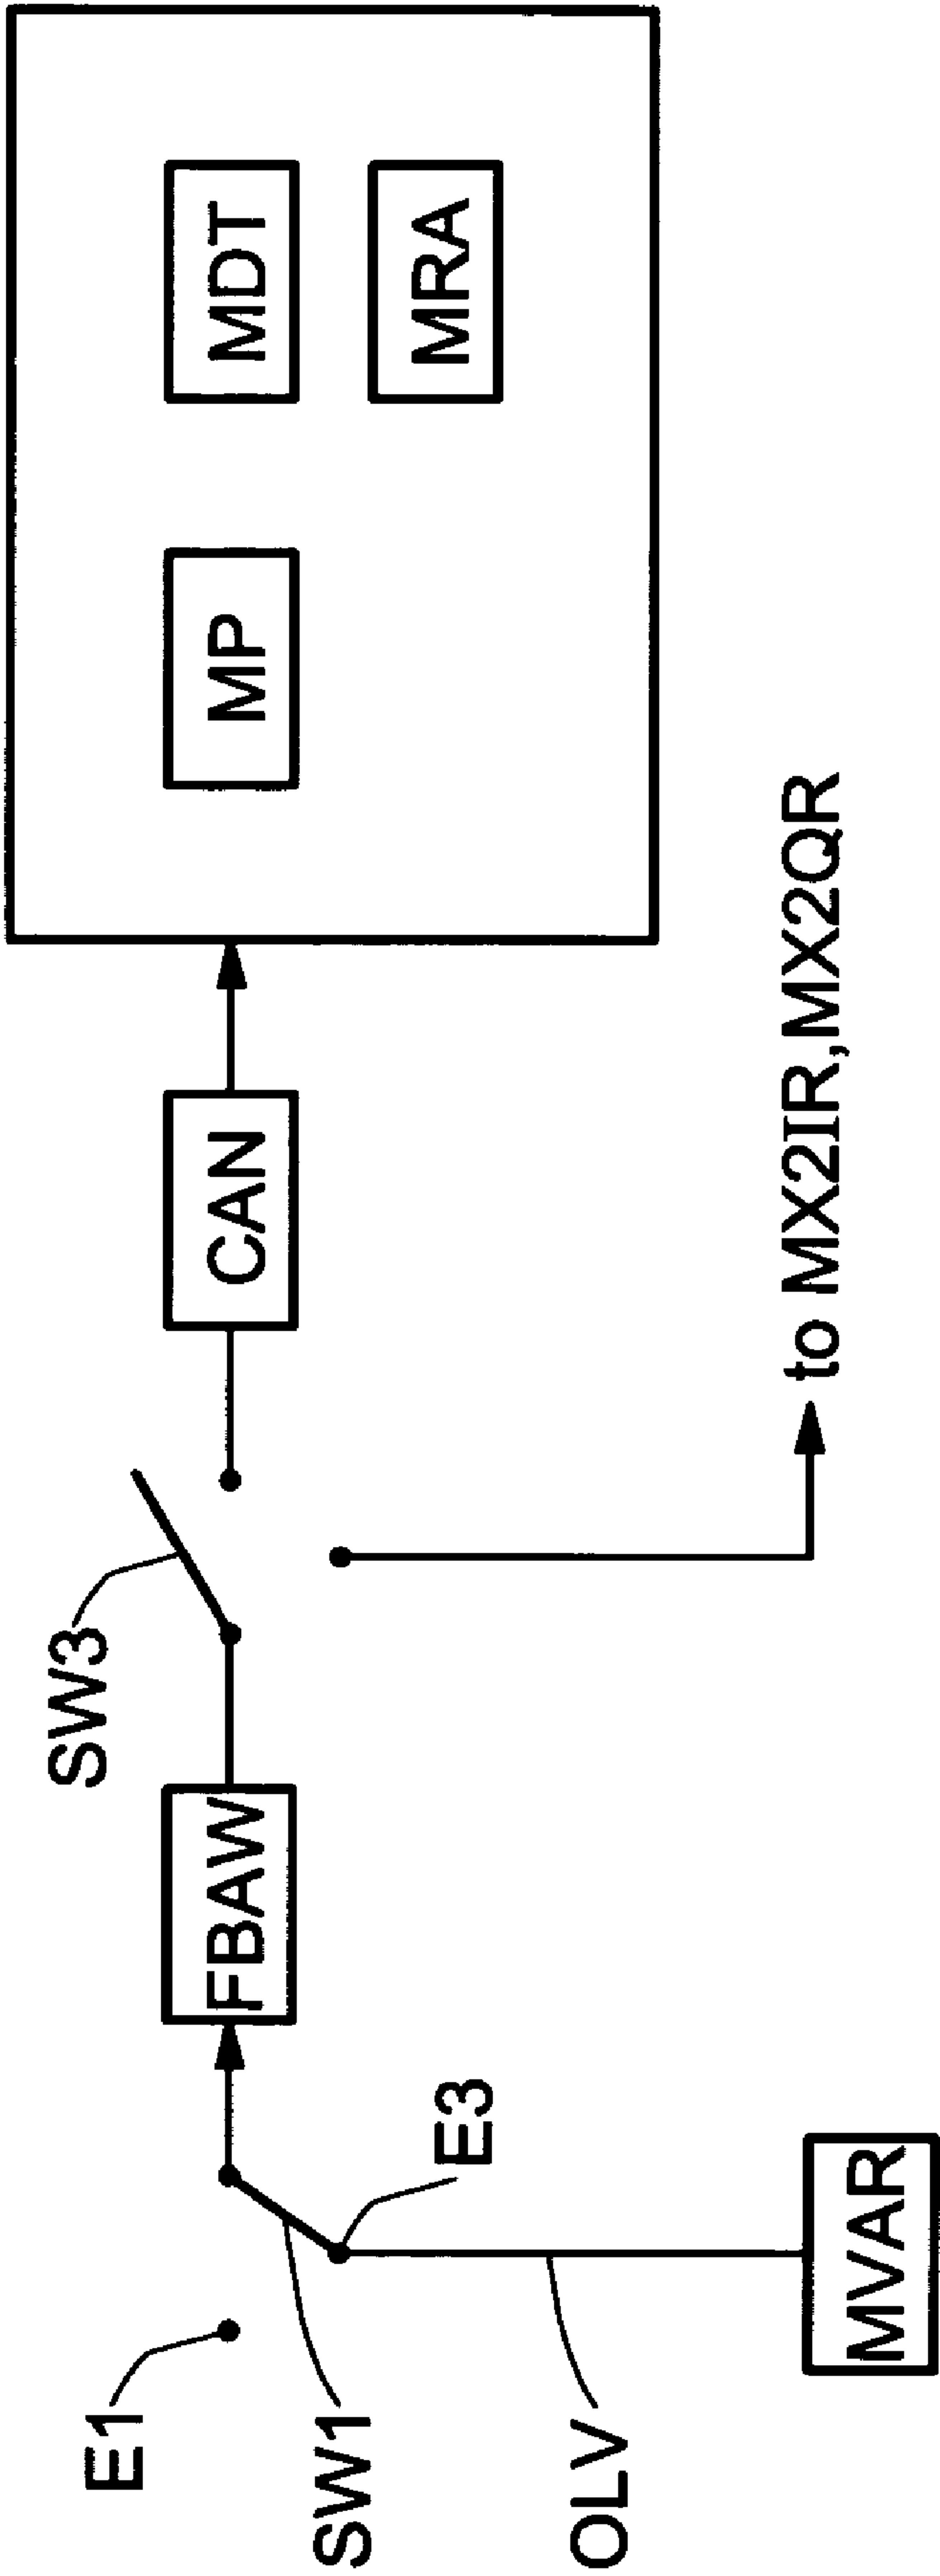 E1
SW1
OLV
MVAR
E3
FBAW
SW3
CAN
to MX2IR,MX2QR
MP
MDT
MRA